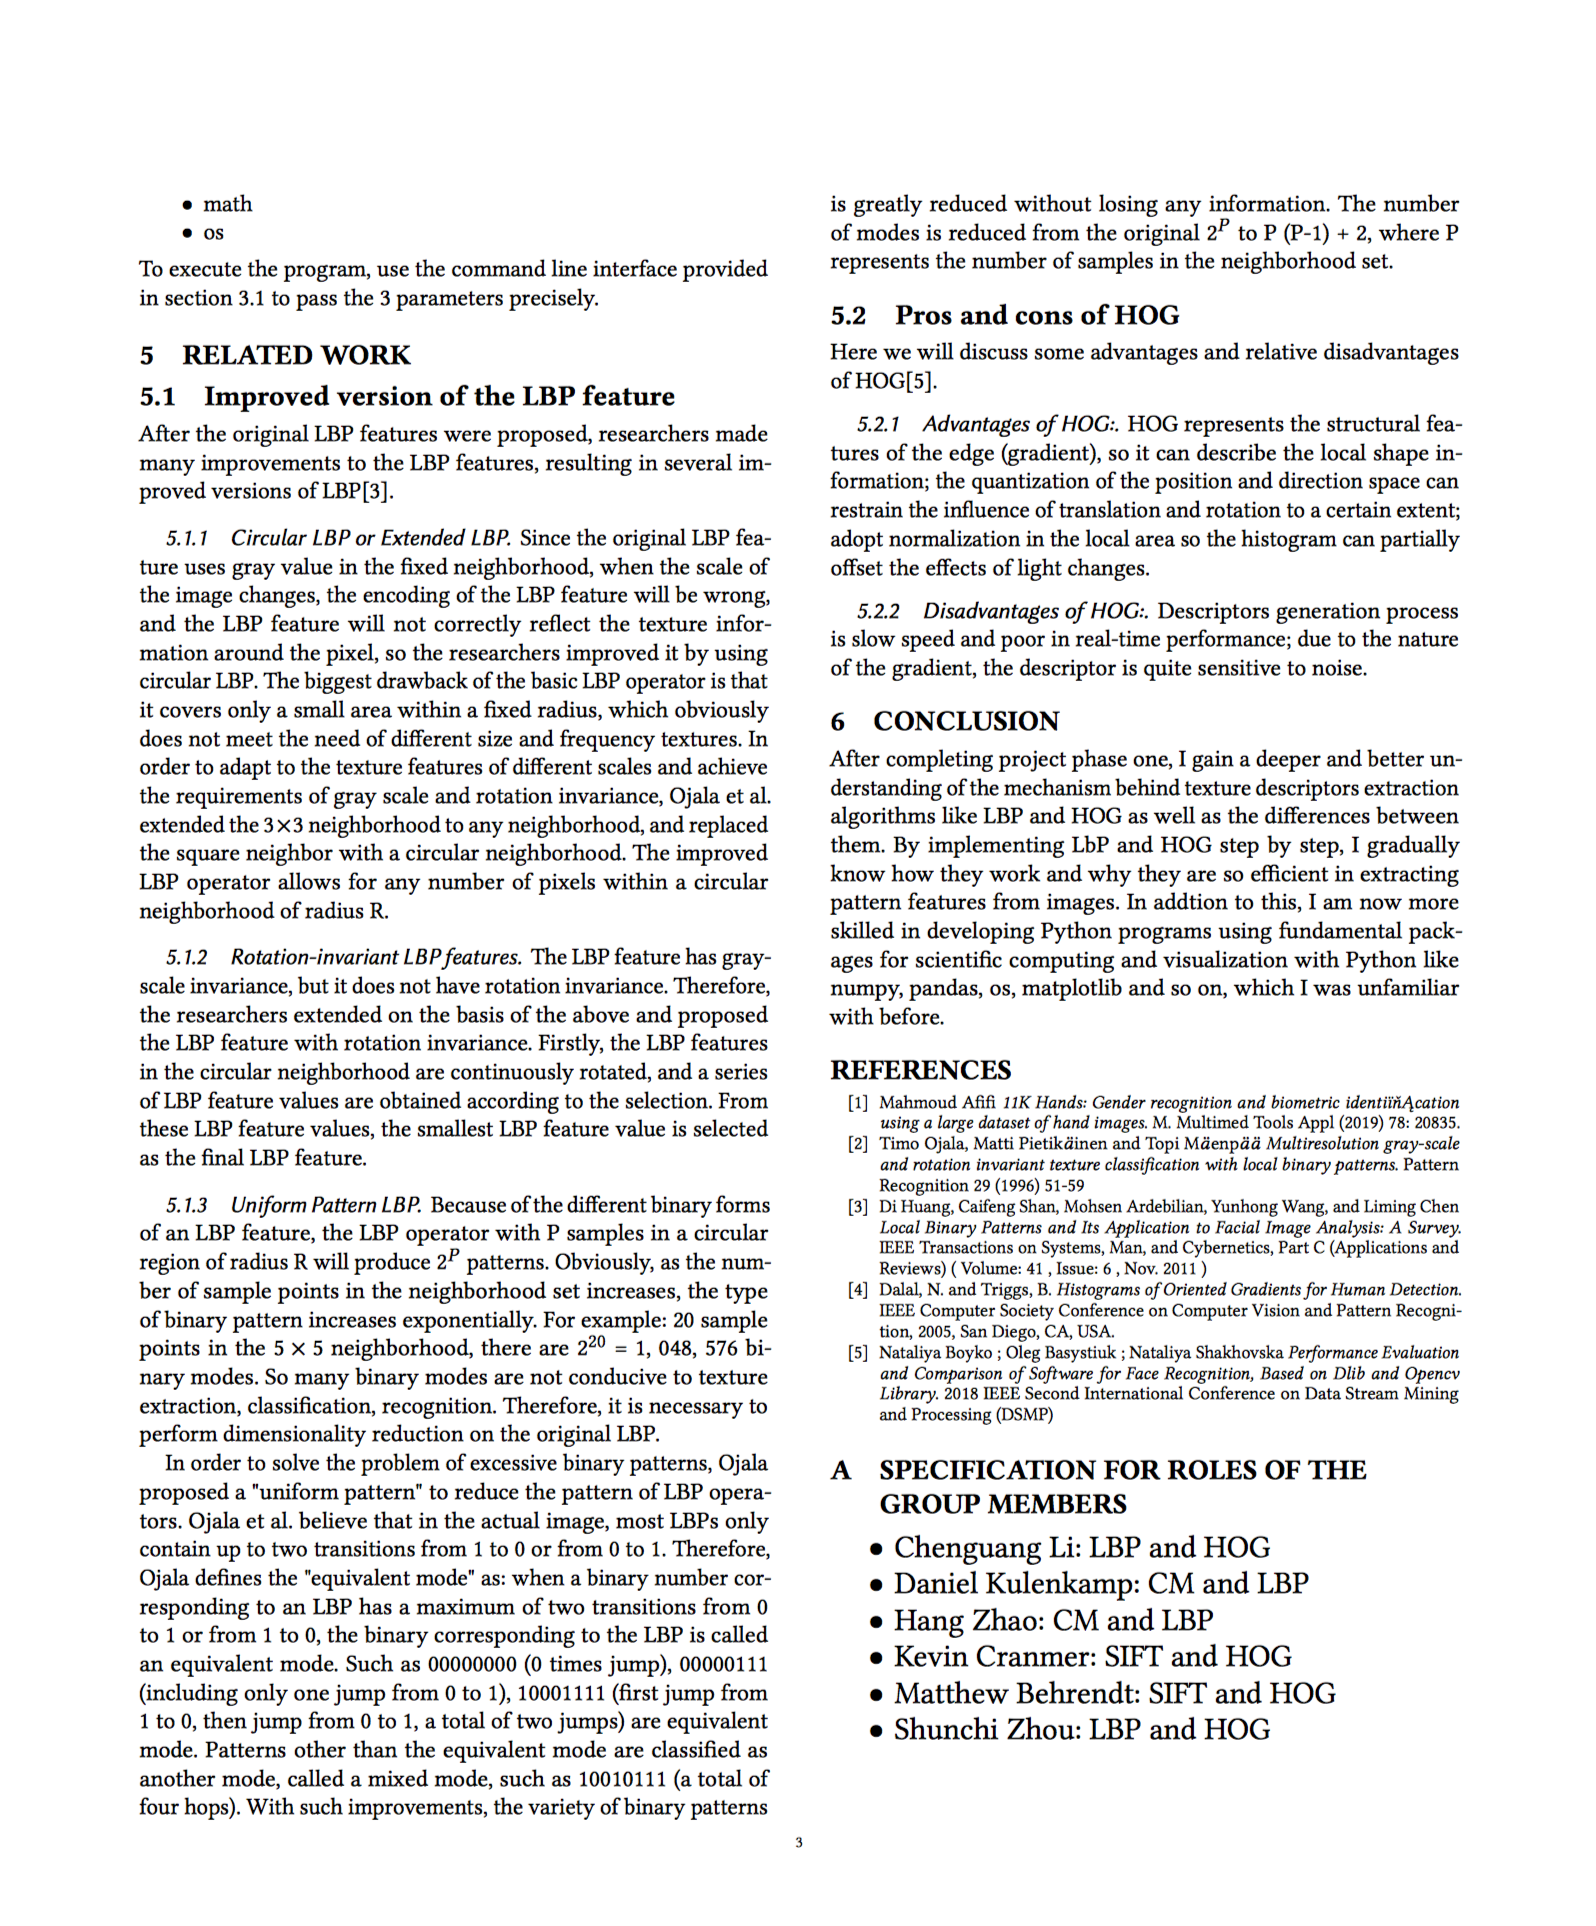 • math
• os
To execute the program, use the command line interface provided
in section 3.1 to pass the 3 parameters precisely.
5 RELATED WORK
5.1 Improved version of the LBP feature
After the original LBP features were proposed, researchers made
many improvements to the LBP features, resulting in several im-
proved versions of LBP[3].
5.1.1 Circular LBP or Extended LBP. Since the original LBP fea-
ture uses gray value in the fixed neighborhood, when the scale of
the image changes, the encoding of the LBP feature will be wrong,
and the LBP feature will not correctly reflect the texture infor-
mation around the pixel, so the researchers improved it by using
circular LBP. The biggest drawback of the basic LBP operator is that
it covers only a small area within a fixed radius, which obviously
does not meet the need of different size and frequency textures. In
order to adapt to the texture features of different scales and achieve
the requirements of gray scale and rotation invariance, Ojala et al.
extended the 3×3 neighborhood to any neighborhood, and replaced
the square neighbor with a circular neighborhood. The improved
LBP operator allows for any number of pixels within a circular
neighborhood of radius R.
5.1.2 Rotation-invariant LBP features. The LBP feature has gray-
scale invariance, but it does not have rotation invariance. Therefore,
the researchers extended on the basis of the above and proposed
the LBP feature with rotation invariance. Firstly, the LBP features
in the circular neighborhood are continuously rotated, and a series
of LBP feature values are obtained according to the selection. From
these LBP feature values, the smallest LBP feature value is selected
as the final LBP feature.
5.1.3 Uniform Pattern LBP. Because of the different binary forms
of an LBP feature, the LBP operator with P samples in a circular
region of radius R will produce 2^P patterns. Obviously, as the num-
ber of sample points in the neighborhood set increases, the type
of binary pattern increases exponentially. For example: 20 sample
points in the 5 × 5 neighborhood, there are 2^20 = 1, 048, 576 bi-
nary modes. So many binary modes are not conducive to texture
extraction, classification, recognition. Therefore, it is necessary to
perform dimensionality reduction on the original LBP.
In order to solve the problem of excessive binary patterns, Ojala
proposed a "uniform pattern" to reduce the pattern of LBP opera-
tors. Ojala et al. believe that in the actual image, most LBPs only
contain up to two transitions from 1 to 0 or from 0 to 1. Therefore,
Ojala defines the "equivalent mode" as: when a binary number cor-
responding to an LBP has a maximum of two transitions from 0
to 1 or from 1 to 0, the binary corresponding to the LBP is called
an equivalent mode. Such as 00000000 (0 times jump), 00000111
(including only one jump from 0 to 1), 10001111 (first jump from
1 to 0, then jump from 0 to 1, a total of two jumps) are equivalent
mode. Patterns other than the equivalent mode are classified as
another mode, called a mixed mode, such as 10010111 (a total of
four hops). With such improvements, the variety of binary patterns
is greatly reduced without losing any information. The number
of modes is reduced from the original 2^P to P (P-1) + 2, where P
represents the number of samples in the neighborhood set.
5.2 Pros and cons of HOG
Here we will discuss some advantages and relative disadvantages
of HOG[5].
5.2.1 Advantages of HOG:. HOG represents the structural fea-
tures of the edge (gradient), so it can describe the local shape in-
formation; the quantization of the position and direction space can
restrain the influence of translation and rotation to a certain extent;
adopt normalization in the local area so the histogram can partially
offset the effects of light changes.
5.2.2 Disadvantages of HOG:. Descriptors generation process
is slow speed and poor in real-time performance; due to the nature
of the gradient, the descriptor is quite sensitive to noise.
6 CONCLUSION
After completing project phase one, I gain a deeper and better un-
derstanding of the mechanism behind texture descriptors extraction
algorithms like LBP and HOG as well as the differences between
them. By implementing LbP and HOG step by step, I gradually
know how they work and why they are so efficient in extracting
pattern features from images. In addtion to this, I am now more
skilled in developing Python programs using fundamental pack-
ages for scientific computing and visualization with Python like
numpy, pandas, os, matplotlib and so on, which I was unfamiliar
with before.
REFERENCES
[1] Mahmoud Afifi 11K Hands: Gender recognition and biometric identiïňĄcation
using a large dataset of hand images. M. Multimed Tools Appl (2019) 78: 20835.
[2] Timo Ojala, Matti Pietikäinen and Topi Mäenpää Multiresolution gray-scale
and rotation invariant texture classification with local binary patterns. Pattern
Recognition 29 (1996) 51-59
[3] Di Huang, Caifeng Shan, Mohsen Ardebilian, Yunhong Wang, and Liming Chen
Local Binary Patterns and Its Application to Facial Image Analysis: A Survey.
IEEE Transactions on Systems, Man, and Cybernetics, Part C (Applications and
Reviews) ( Volume: 41 , Issue: 6 , Nov. 2011 )
[4] Dalal, N. and Triggs, B. Histograms of Oriented Gradients for Human Detection.
IEEE Computer Society Conference on Computer Vision and Pattern Recogni-
tion, 2005, San Diego, CA, USA.
[5] Nataliya Boyko ; Oleg Basystiuk ; Nataliya Shakhovska Performance Evaluation
and Comparison of Software for Face Recognition, Based on Dlib and Opencv
Library. 2018 IEEE Second International Conference on Data Stream Mining
and Processing (DSMP)
A SPECIFICATION FOR ROLES OF THE
GROUP MEMBERS
• Chenguang Li: LBP and HOG
• Daniel Kulenkamp: CM and LBP
• Hang Zhao: CM and LBP
• Kevin Cranmer: SIFT and HOG
• Matthew Behrendt: SIFT and HOG
• Shunchi Zhou: LBP and HOG
3